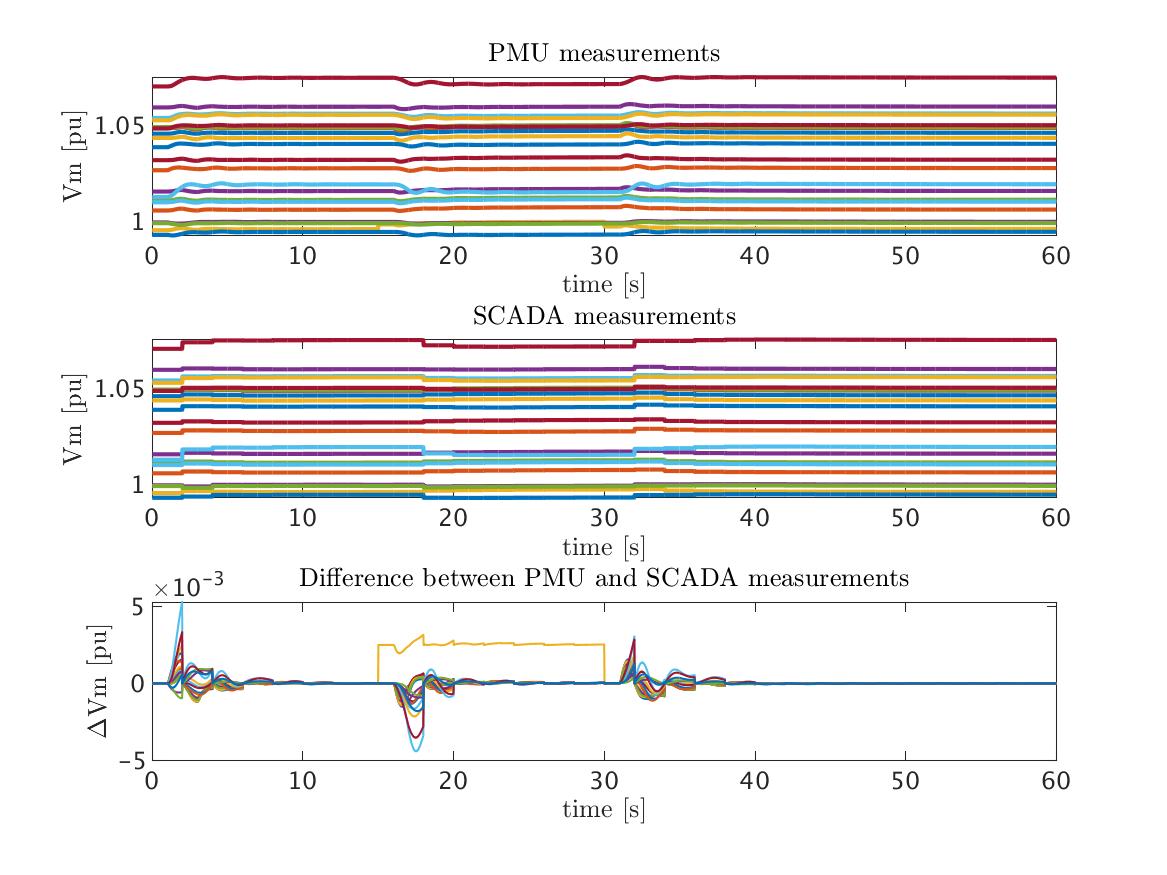 PMU measurements
Vm [pu]
1.05
1
0 10 20 30 40 50 60
time [s]
SCADA measurements
Vm [pu]
1.05
1
0 10 20 30 40 50 60
time [s]
Difference between PMU and SCADA measurements
×10⁻³
ΔVm [pu]
5
0
-5
0 10 20 30 40 50 60
time [s]